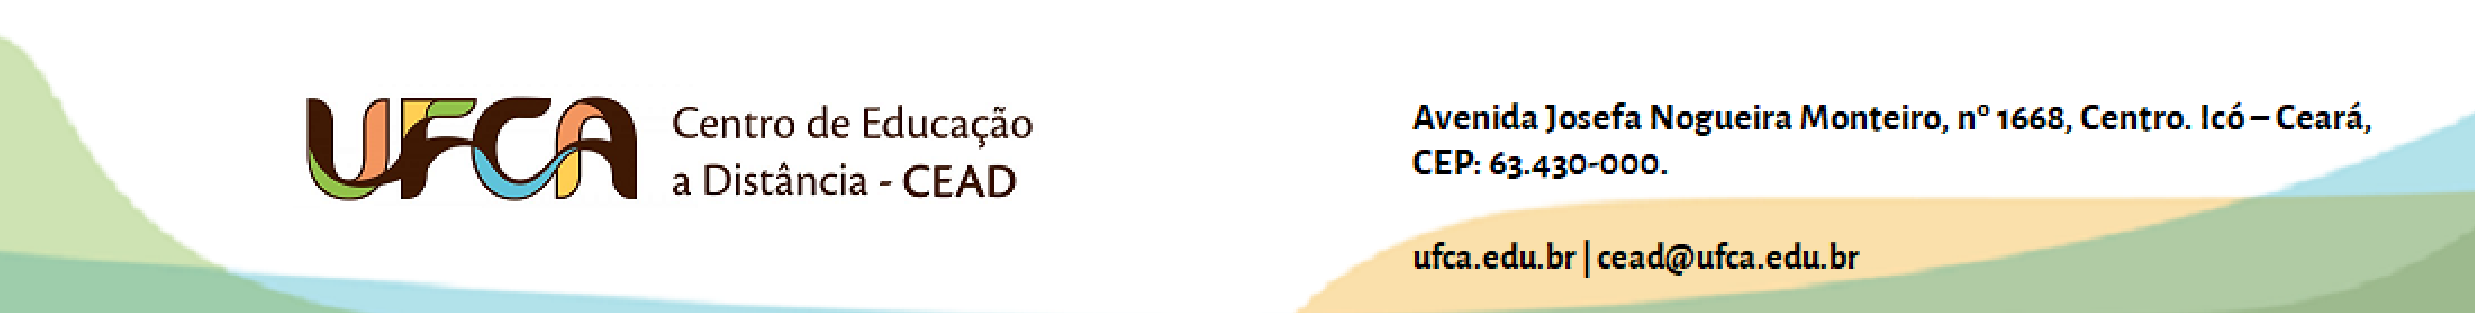 UFCA
Centro de Educação
a Distância - CEAD
Avenida Josefa Nogueira Monteiro, nº 1668, Centro. Icó – Ceará,
CEP: 63.430-000.
ufca.edu.br | cead@ufca.edu.br